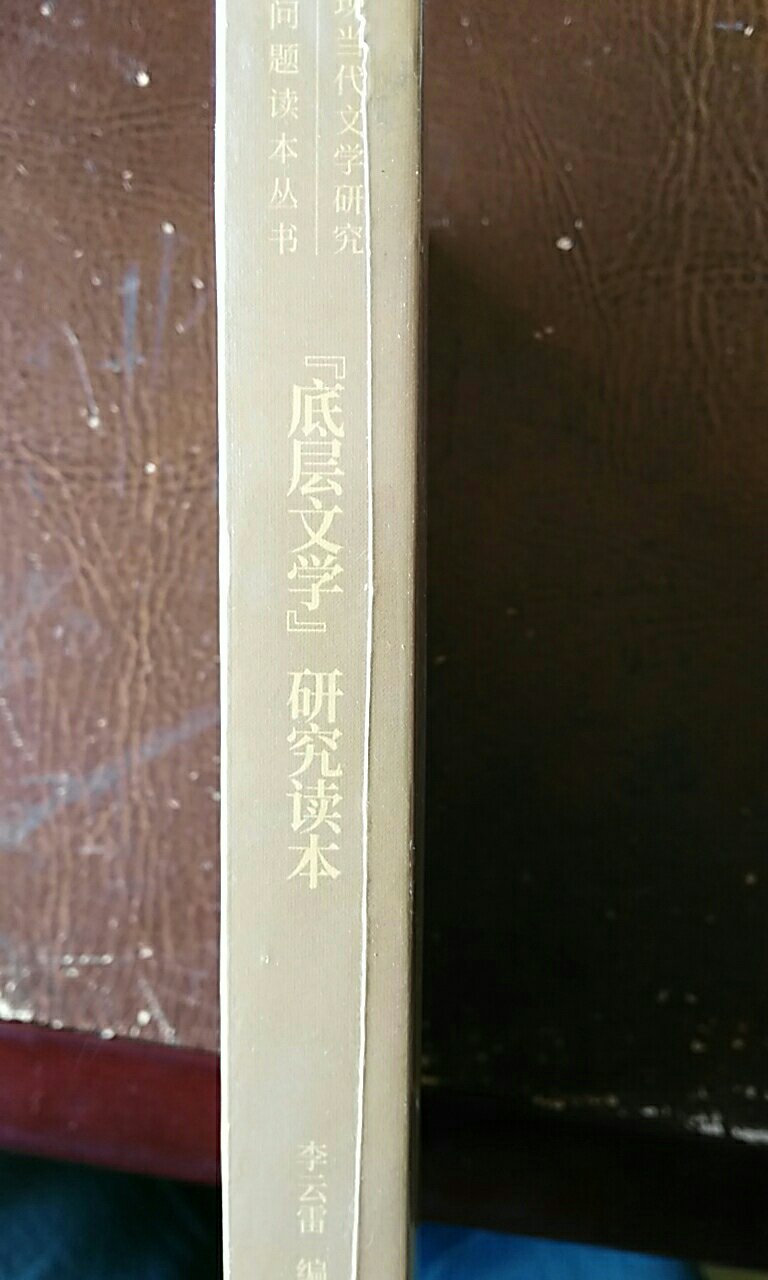 现当代文学研究
问题读本丛书
『底层文学』研究读本
李云雷 编